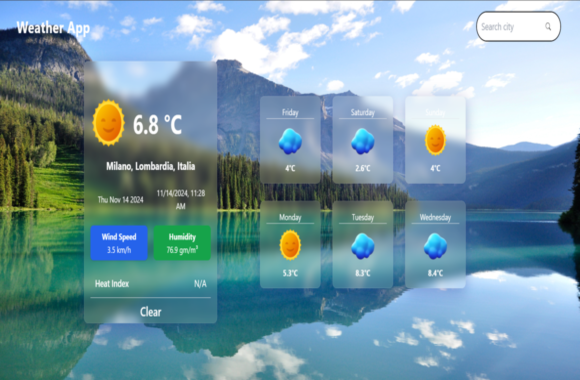 Weather App
Search city
6.8 °C
Milano, Lombardia, Italia
Thu Nov 14 2024
11/14/2024, 11:28
AM
Wind Speed
3.5 km/h
Humidity
76.9 gm/m³
Heat Index N/A
Clear
Friday
4°C
Saturday
2.6°C
4°C
Monday
5.3°C
Tuesday
8.3°C
Wednesday
8.4°C